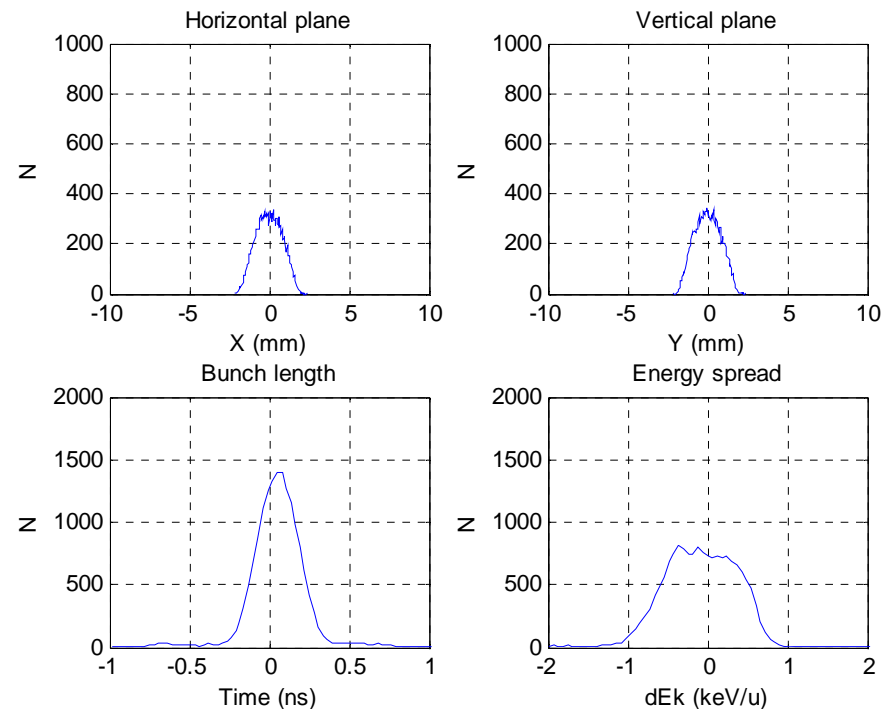 Horizontal plane
1000
800
600
400
200
0
N
-10 -5 0 5 10
X (mm)
Vertical plane
1000
800
600
400
200
0
N
-10 -5 0 5 10
Y (mm)
Bunch length
2000
1500
1000
500
0
N
-1 -0.5 0 0.5 1
Time (ns)
Energy spread
2000
1500
1000
500
0
N
-2 -1 0 1 2
dEk (keV/u)